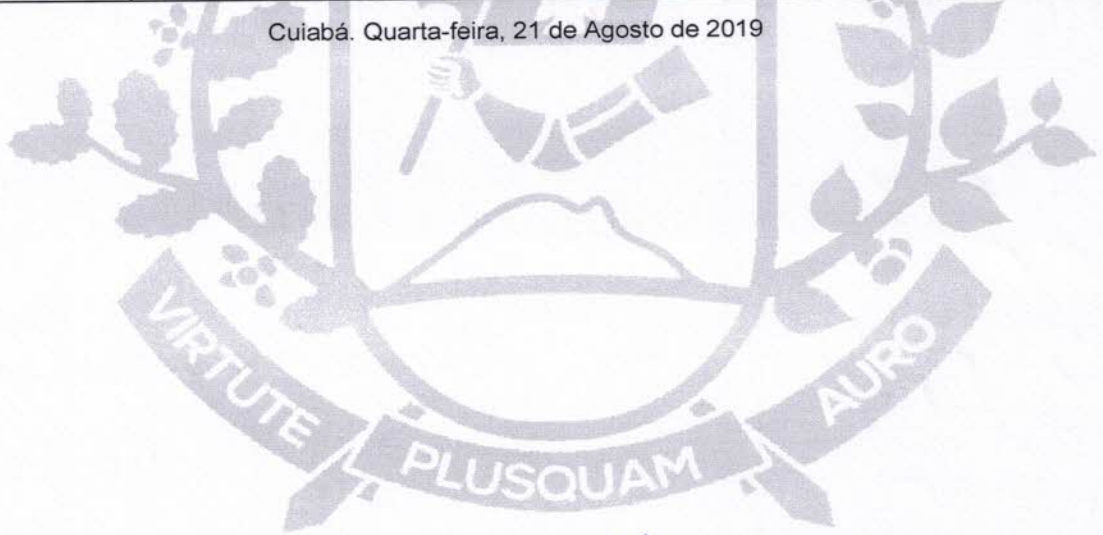 Cuiabá. Quarta-feira, 21 de Agosto de 2019
VIRTUTE PLUSQUAM AURO